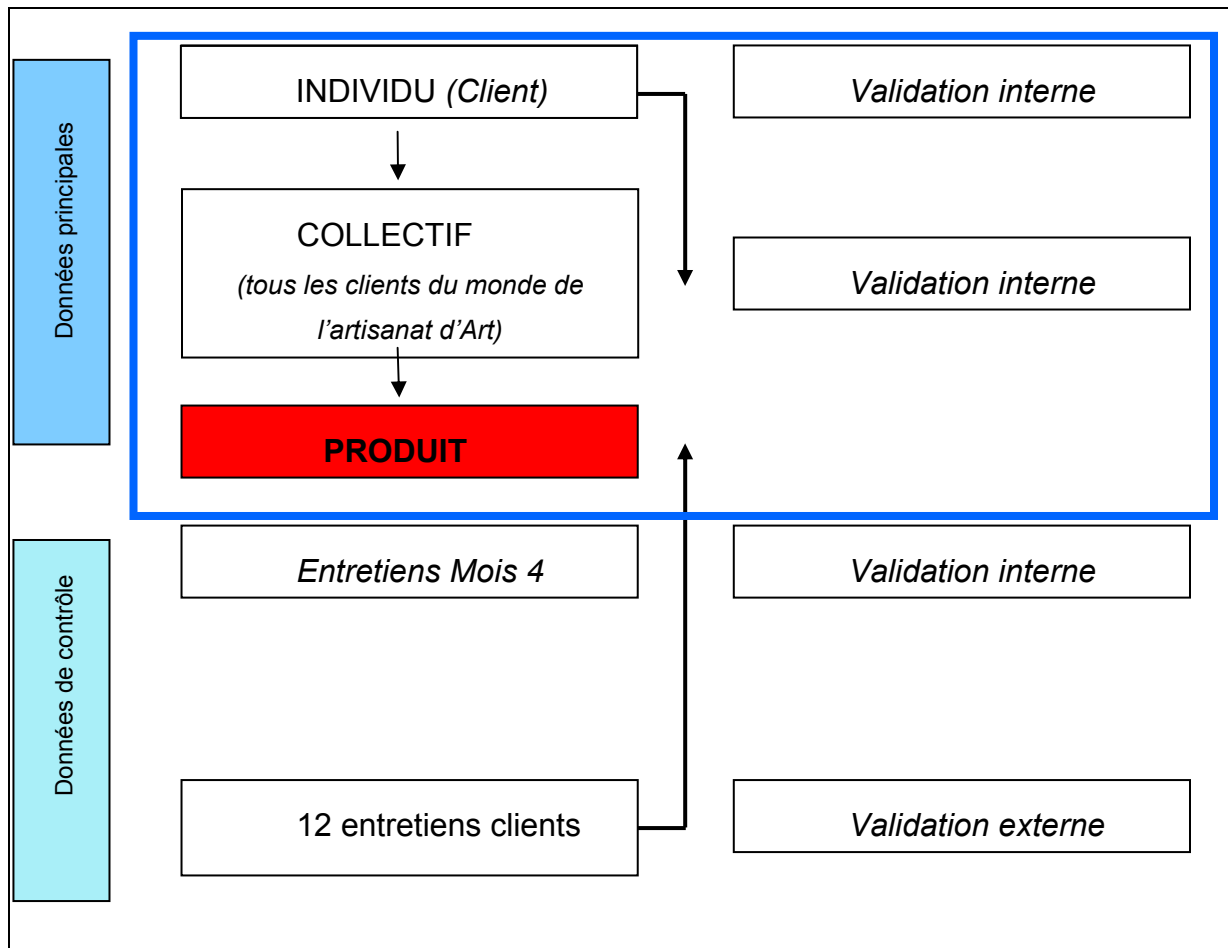 Données principales
INDIVIDU (Client)
Validation interne
COLLECTIF
(tous les clients du monde de
l’artisanat d’Art)
Validation interne
PRODUIT
Données de contrôle
Entretiens Mois 4
Validation interne
12 entretiens clients
Validation externe